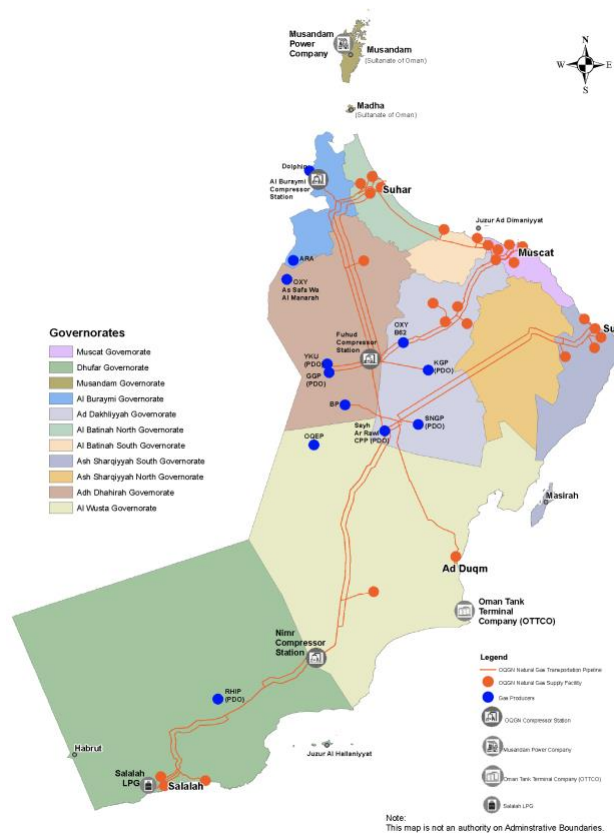 Musandam
Power
Company
Musandam
(Sultanate of Oman)
N
W
E
S
Madha
(Sultanate of Oman)
Dolphin
Al Buraymi
Compressor
Station
Suhar
Juzur Ad Dimaniyyat
Muscat
ARA
OXY
As Safa Wa
Al Manarah
OXY
B62
Su
Fuhud
Compressor
Station
YKU
(PDO)
GGP
(PDO)
KGP
(PDO)
BP
SNGP
(PDO)
Sayh
Ar Rawl
CPP (PDO)
OQEP
Masirah
Governorates
Muscat Governorate
Dhufar Governorate
Musandam Governorate
Al Buraymi Governorate
Ad Dakhliyyah Governorate
Al Batinah North Governorate
Al Batinah South Governorate
Ash Sharqiyyah South Governorate
Ash Sharqiyyah North Governorate
Adh Dhahirah Governorate
Al Wusta Governorate
Ad Duqm
Oman Tank
Terminal
Company (OTTCO)
Nimr
Compressor
Station
RHIP
(PDO)
Habrut
Juzur Al Hallaniyyat
Salalah
LPG
Salalah
Legend
OQGN Natural Gas Transportation Pipeline
OQGN Natural Gas Supply Facility
Gas Producers
OQGN Compressor Station
Musandam Power Company
Oman Tank Terminal Company (OTTCO)
Salalah LPG
Note:
This map is not an authority on Adminstrative Boundaries.